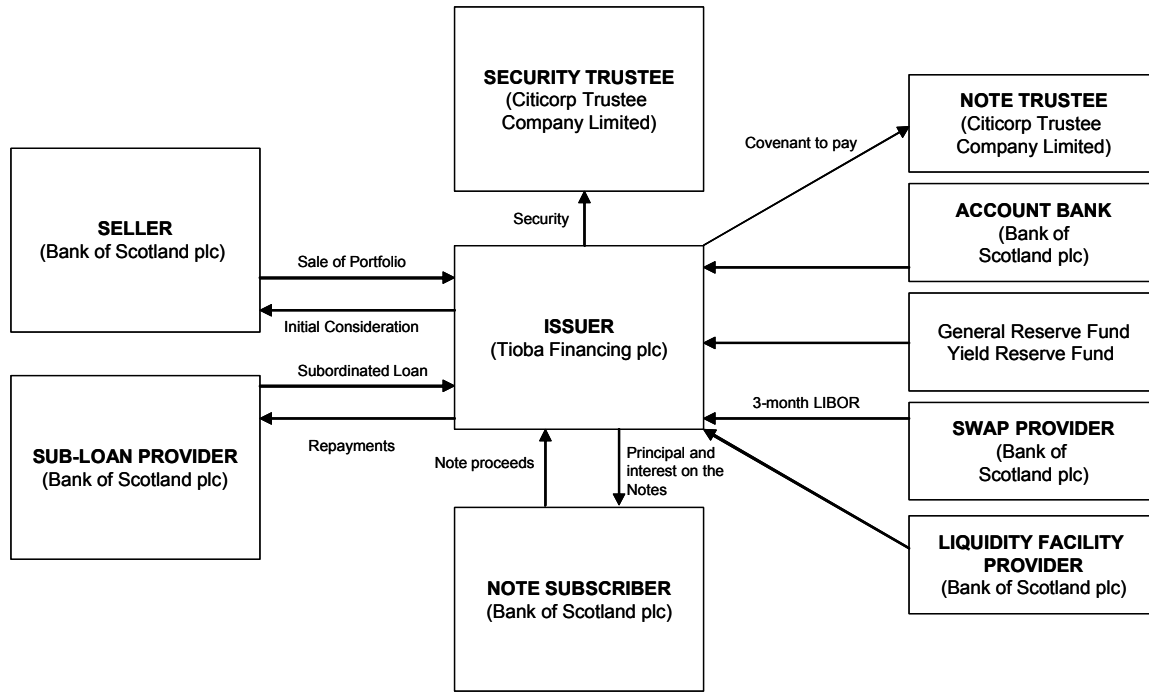 SECURITY TRUSTEE
(Citicorp Trustee
Company Limited)
NOTE TRUSTEE
(Citicorp Trustee
Company Limited)
Covenant to pay
SELLER
(Bank of Scotland plc)
Security
ACCOUNT BANK
(Bank of
Scotland plc)
Sale of Portfolio
Initial Consideration
ISSUER
(Tioba Financing plc)
General Reserve Fund
Yield Reserve Fund
Subordinated Loan
Repayments
3-month LIBOR
SWAP PROVIDER
(Bank of
Scotland plc)
SUB-LOAN PROVIDER
(Bank of Scotland plc)
Note proceeds
Principal and
interest on the
Notes
LIQUIDITY FACILITY
PROVIDER
(Bank of Scotland plc)
NOTE SUBSCRIBER
(Bank of Scotland plc)